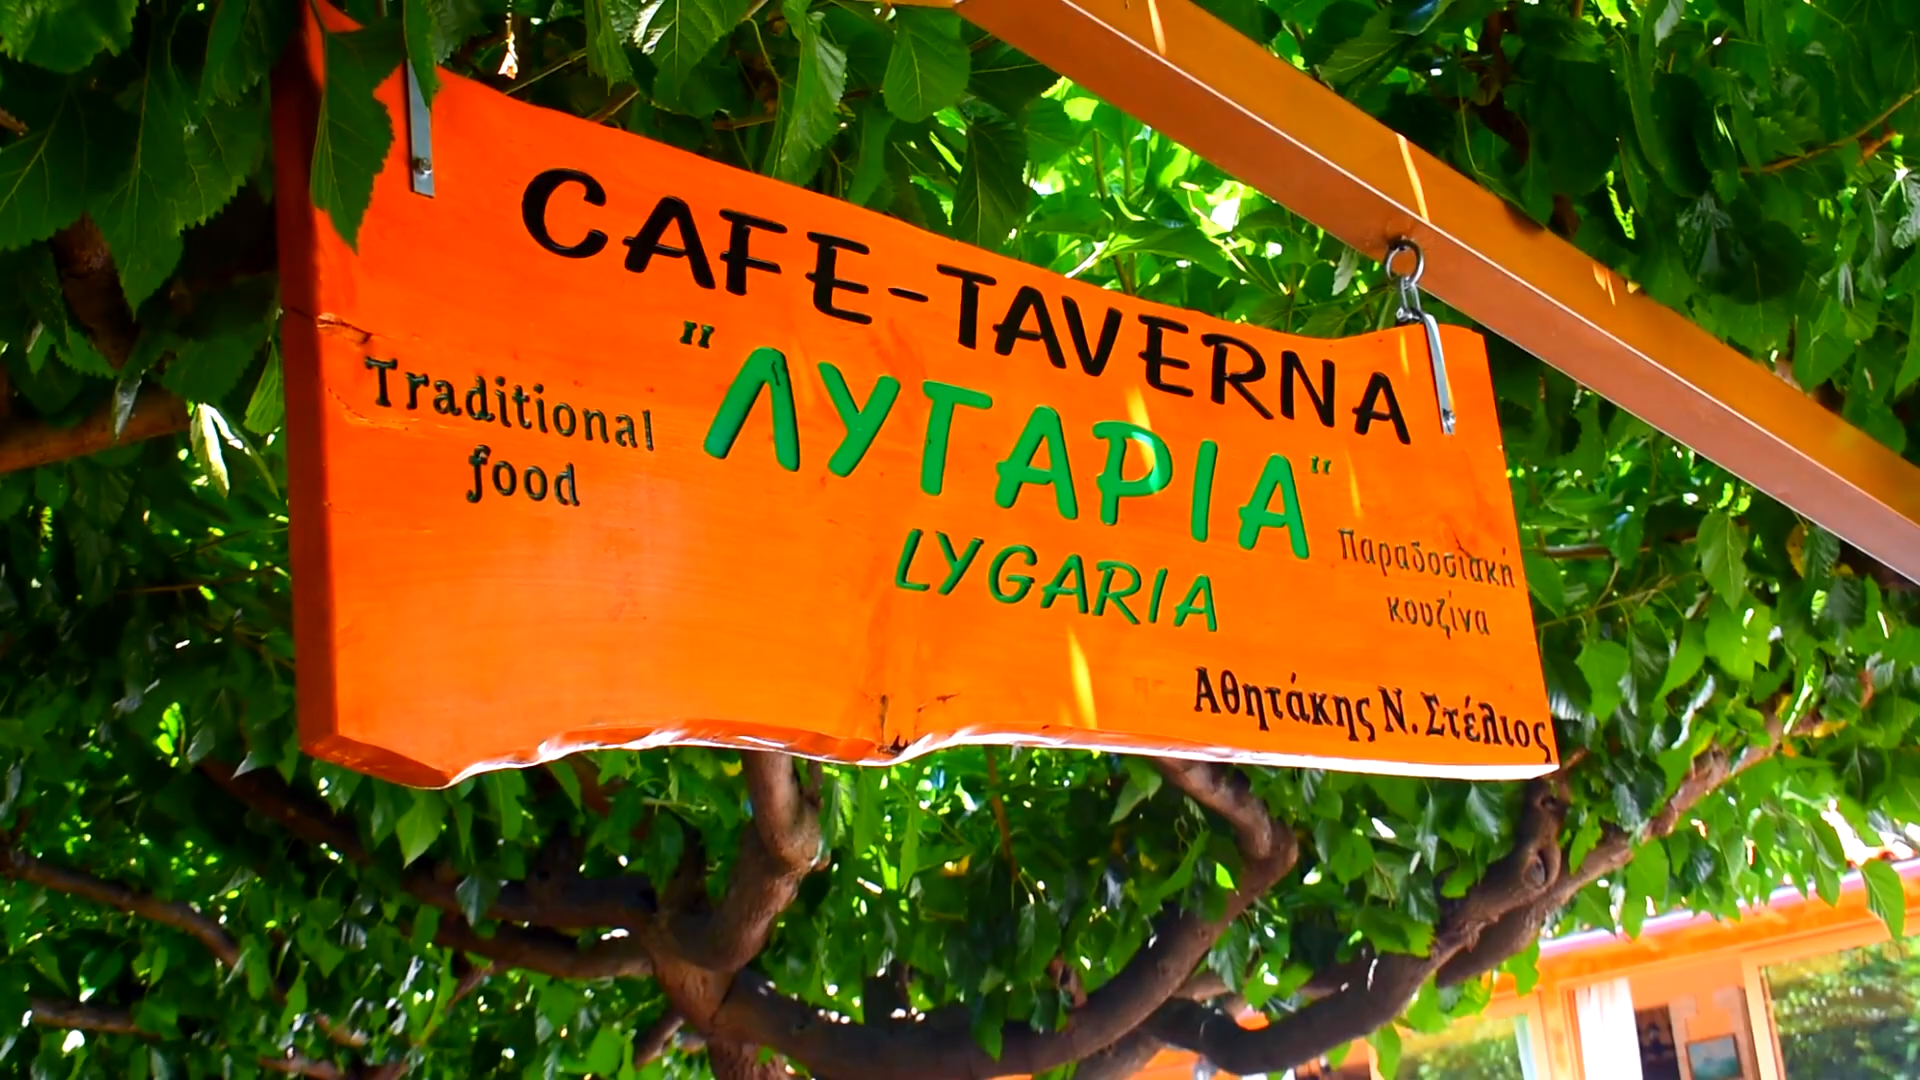 CAFE-TAVERNA
"ΛΥΓΑΡΙΑ"
LYGARIA
Traditional
food
Παραδοσιακή
κουζίνα
Αθητάκης Ν. Στέλιος